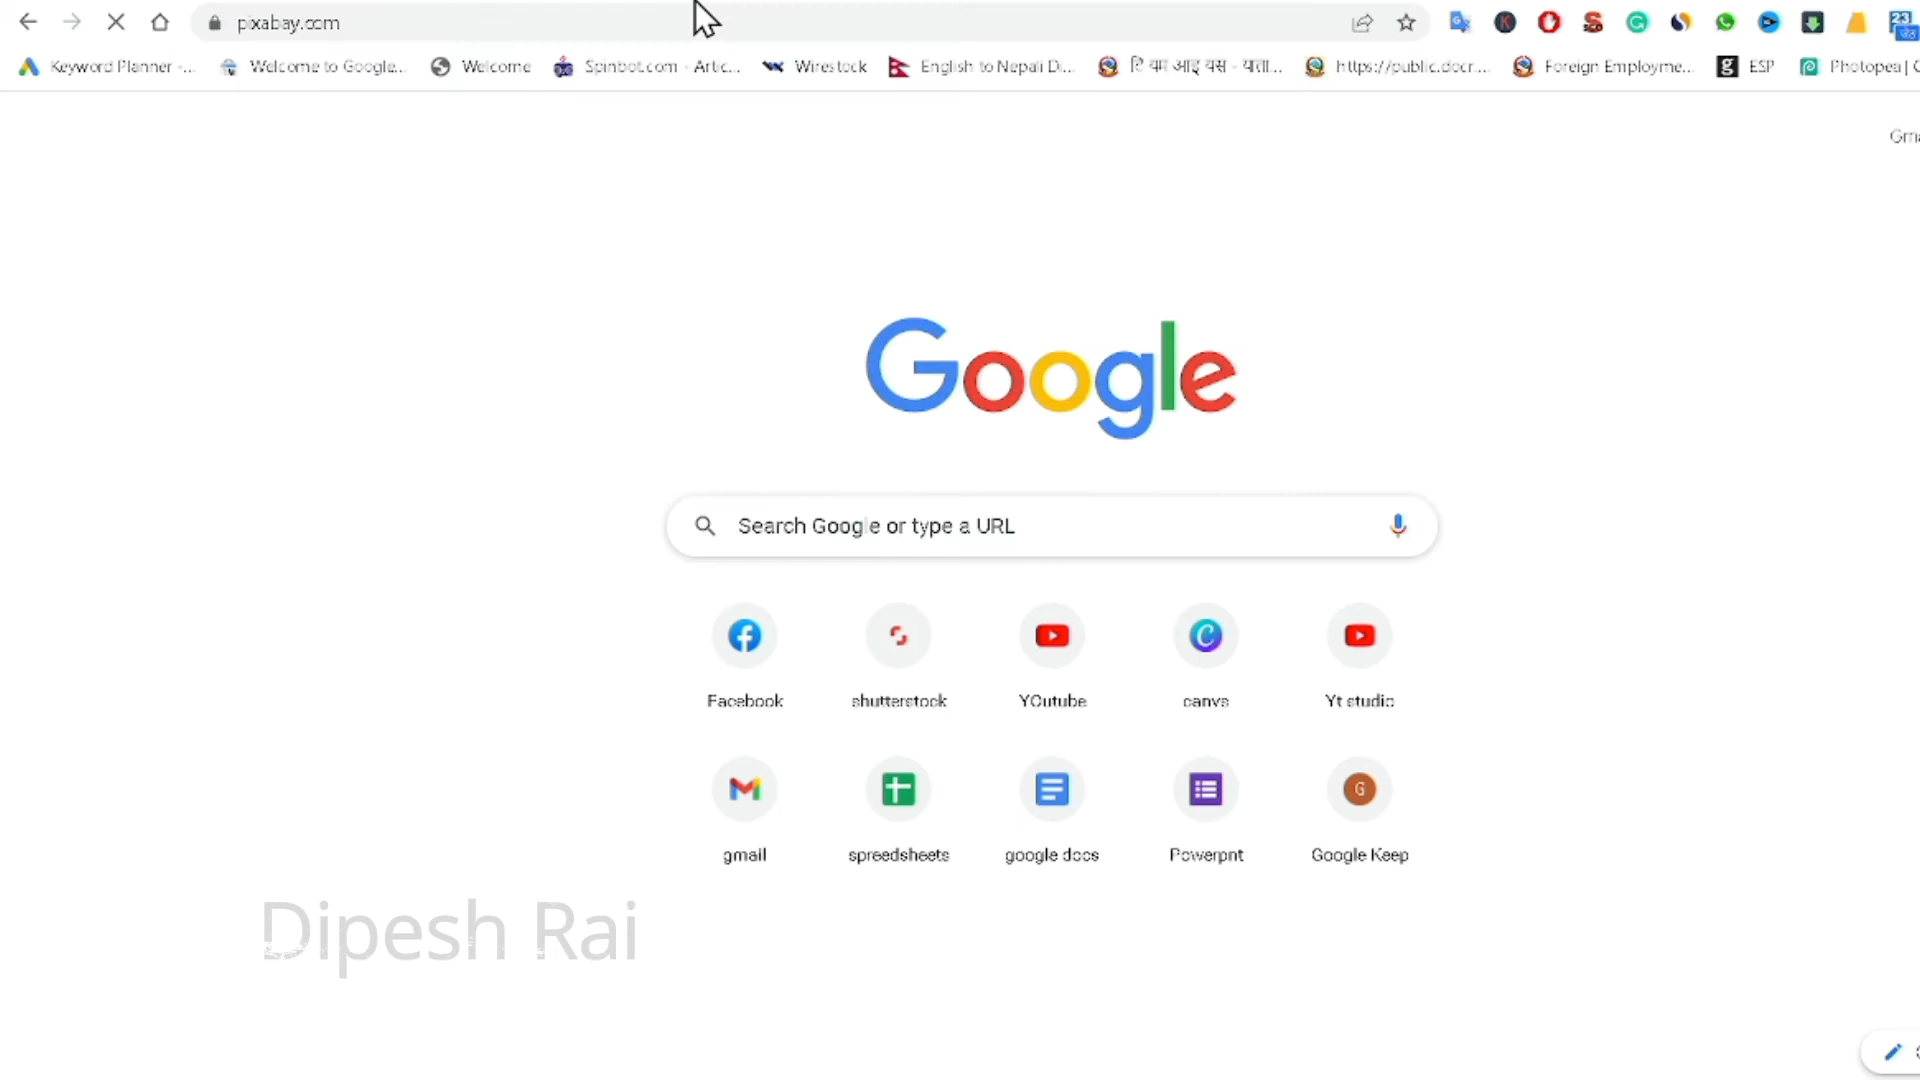 pixabay.com
23
जेठ
Keyword Planner -...
Welcome to Google...
Welcome
Spinbot.com - Artic...
Wirestock
English to Nepali D...
https://public.docr...
Foreign Employme...
ESP
Photopea |
Google
Search Google or type a URL
Facebook
shutterstock
YOutube
canva
Yt studio
G
gmail
spreedsheets
google docs
Powerpnt
Google Keep
Dipesh Rai